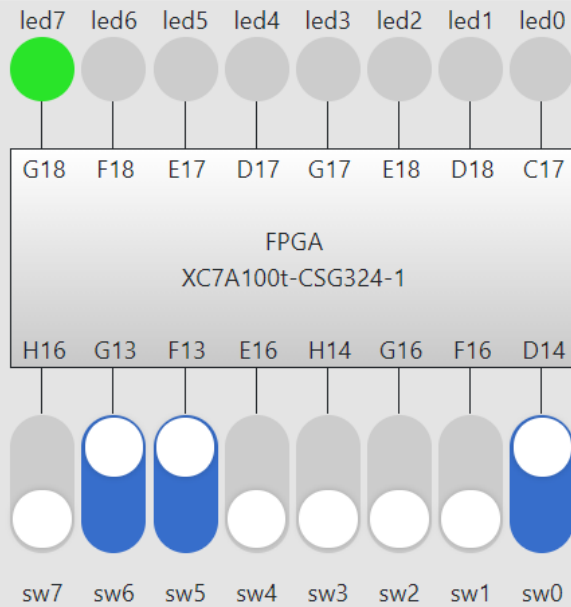 led7 led6 led5 led4 led3 led2 led1 led0
G18 F18 E17 D17 G17 E18 D18 C17
FPGA
XC7A100t-CSG324-1
H16 G13 F13 E16 H14 G16 F16 D14
sw7 sw6 sw5 sw4 sw3 sw2 sw1 sw0